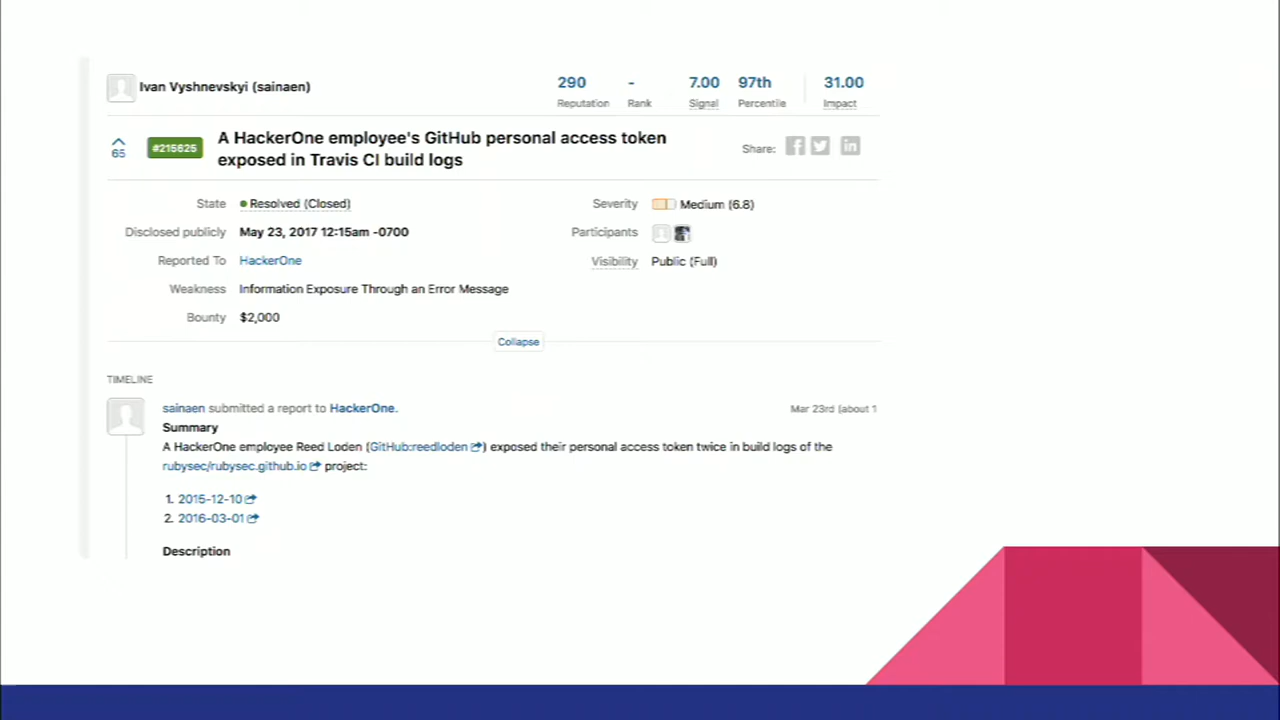 Ivan Vyshnevskyi (sainaen)
290 - 7.00 97th 31.00
Reputation Rank Signal Percentile Impact
65
#215625
A HackerOne employee's GitHub personal access token
exposed in Travis CI build logs
Share:
State Resolved (Closed)
Severity Medium (6.8)
Disclosed publicly May 23, 2017 12:15am -0700
Participants
Reported To HackerOne
Visibility Public (Full)
Weakness Information Exposure Through an Error Message
Bounty $2,000
Collapse
TIMELINE
sainaen submitted a report to HackerOne.
Mar 23rd (about 1
Summary
A HackerOne employee Reed Loden (GitHub:reedloden) exposed their personal access token twice in build logs of the
rubysec/rubysec.github.io project:
1. 2015-12-10
2. 2016-03-01
Description